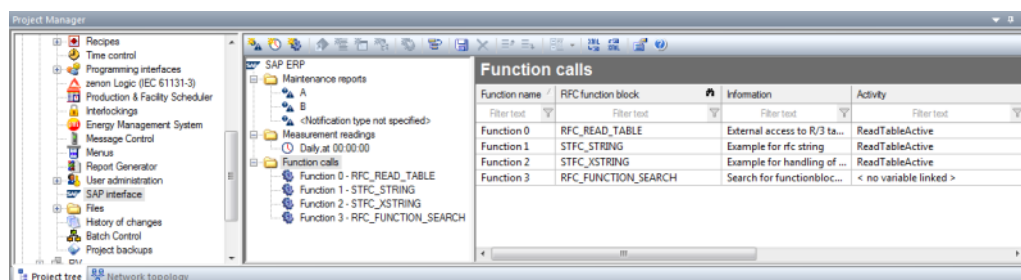 Project Manager
Recipes
Time control
Programming interfaces
zenon Logic (IEC 61131-3)
Production & Facility Scheduler
Interlockings
Energy Management System
Message Control
Menus
Report Generator
User administration
SAP interface
Files
History of changes
Batch Control
Project backups
Project tree
Network topology
SAP ERP
Maintenance reports
A
B
<Notification type not specified>
Measurement readings
Daily,at 00:00:00
Function calls
Function 0 - RFC_READ_TABLE
Function 1 - STFC_STRING
Function 2 - STFC_XSTRING
Function 3 - RFC_FUNCTION_SEARCH
Function calls
Function name RFC function block Information Activity
Filter text Filter text Filter text Filter text
Function 0 RFC_READ_TABLE External access to R/3 ta... ReadTableActive
Function 1 STFC_STRING Example for rfc string ReadTableActive
Function 2 STFC_XSTRING Example for handling of ... ReadTableActive
Function 3 RFC_FUNCTION_SEARCH Search for functionbloc... < no variable linked >